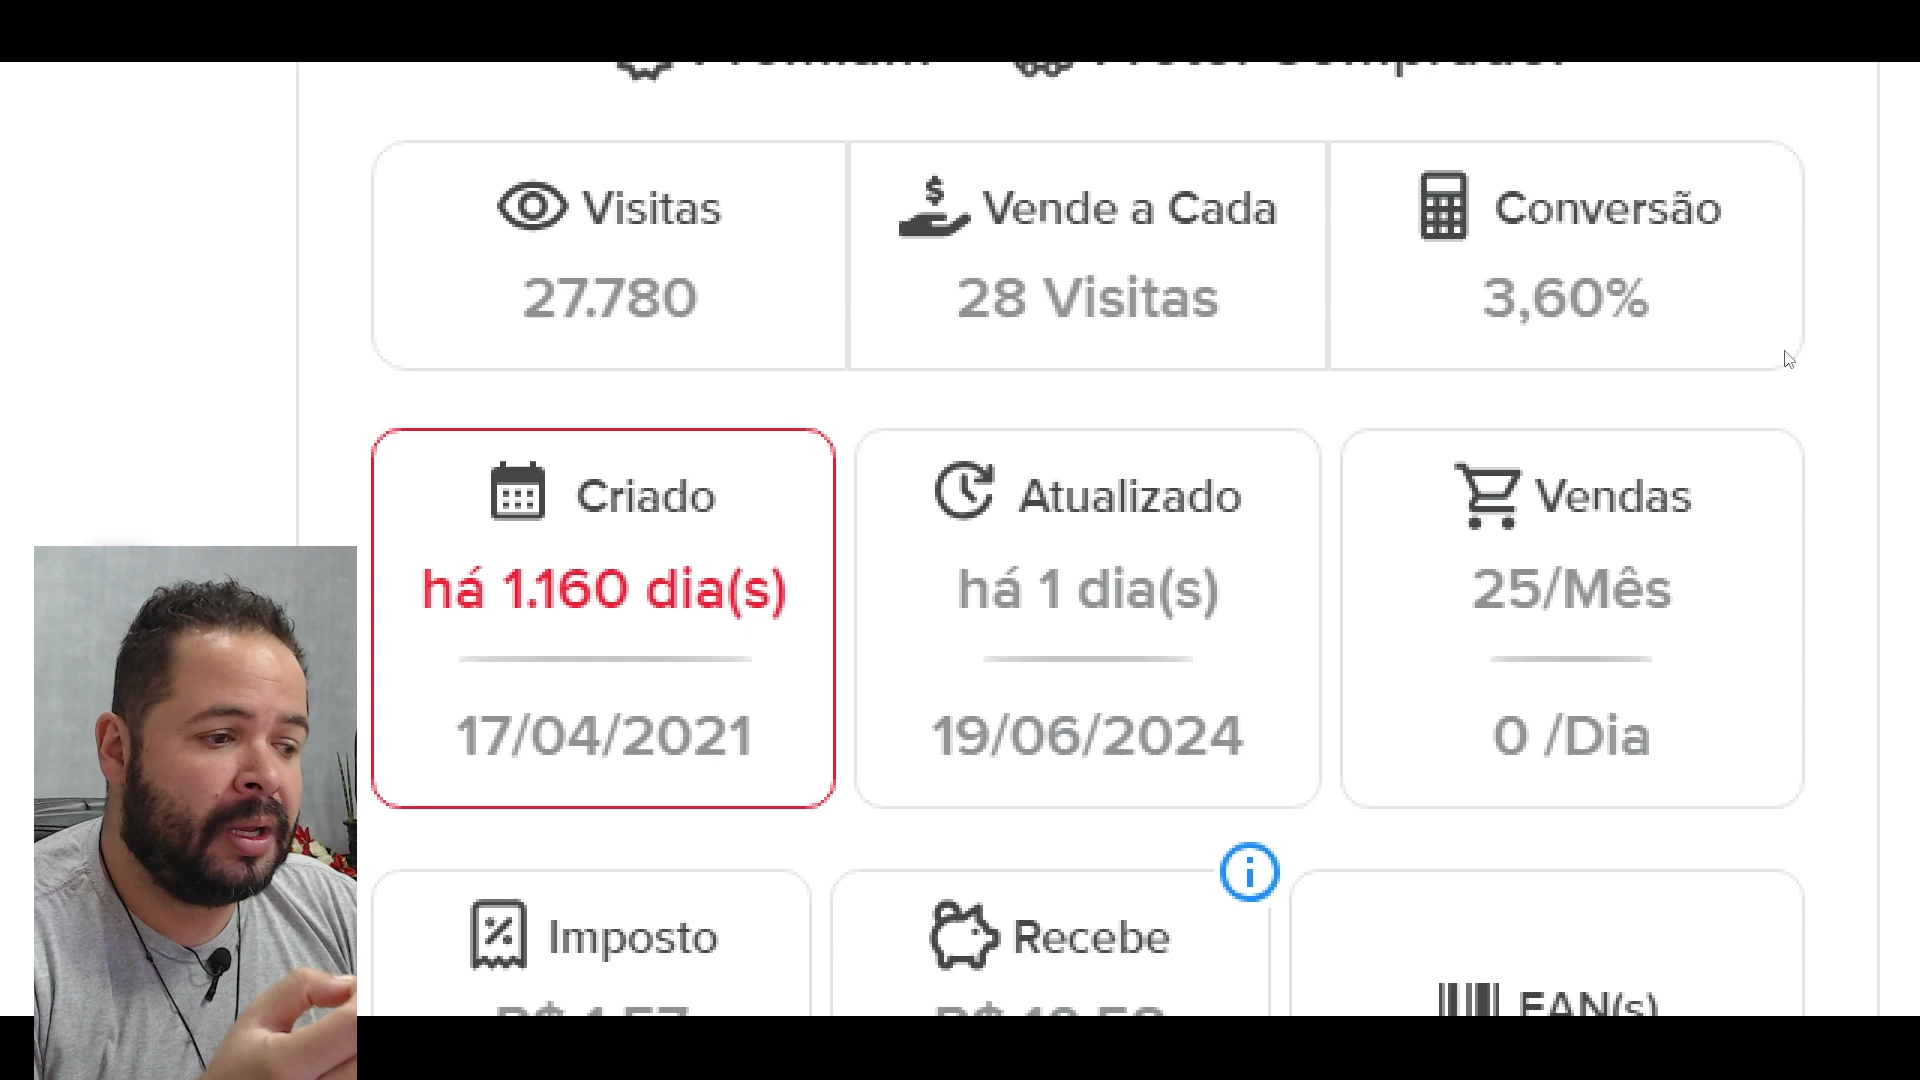 Visitas
Vende a Cada
Conversão
27.780
28 Visitas
3,60%
Criado
Atualizado
Vendas
há 1.160 dia(s)
há 1 dia(s)
25/Mês
17/04/2021
19/06/2024
0 /Dia
Imposto
Recebe
EAN(s)